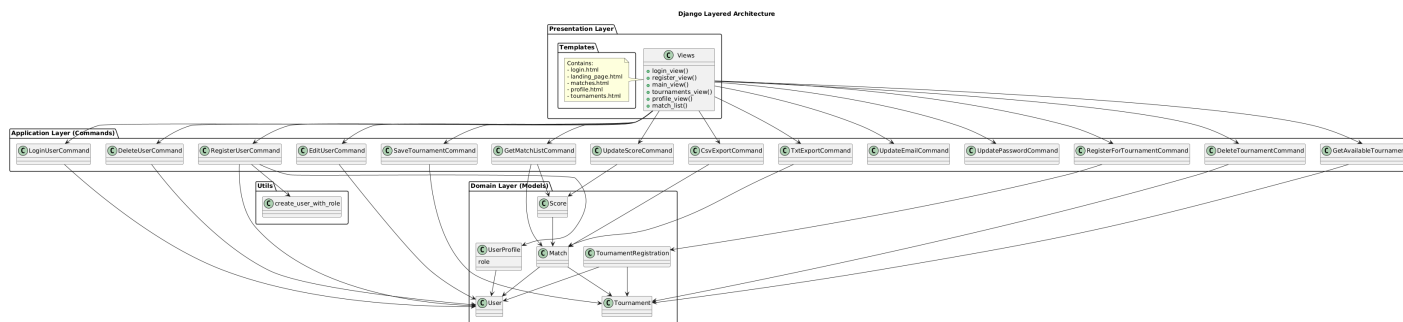 Django Layered Architecture
Presentation Layer
Templates
Contains:
- login.html
- landing_page.html
- matches.html
- profile.html
- tournaments.html
C Views
login_view()
register_view()
main_view()
tournaments_view()
profile_view()
match_list()
Application Layer (Commands)
C LoginUserCommand
C DeleteUserCommand
C RegisterUserCommand
C EditUserCommand
C SaveTournamentCommand
C GetMatchListCommand
C UpdateScoreCommand
C CsvExportCommand
C TxtExportCommand
C UpdateEmailCommand
C UpdatePasswordCommand
C RegisterForTournamentCommand
C DeleteTournamentCommand
C GetAvailableTournamen
Utils
C create_user_with_role
Domain Layer (Models)
C Score
C UserProfile
role
C Match
C TournamentRegistration
C User
C Tournament